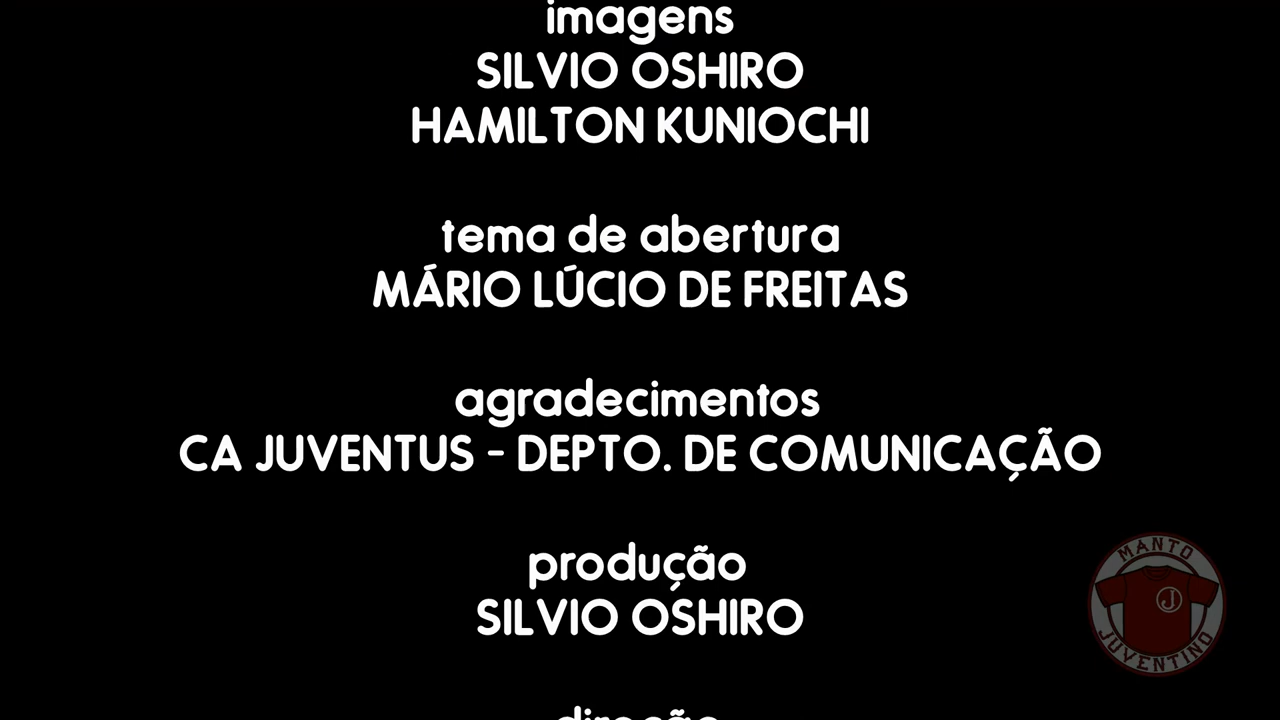 imagens
SILVIO OSHIRO
HAMILTON KUNIOCHI
tema de abertura
MÁRIO LÚCIO DE FREITAS
agradecimentos
CA JUVENTUS - DEPTO. DE COMUNICAÇÃO
produção
SILVIO OSHIRO
MANTO
J
JUVENTINO
direção